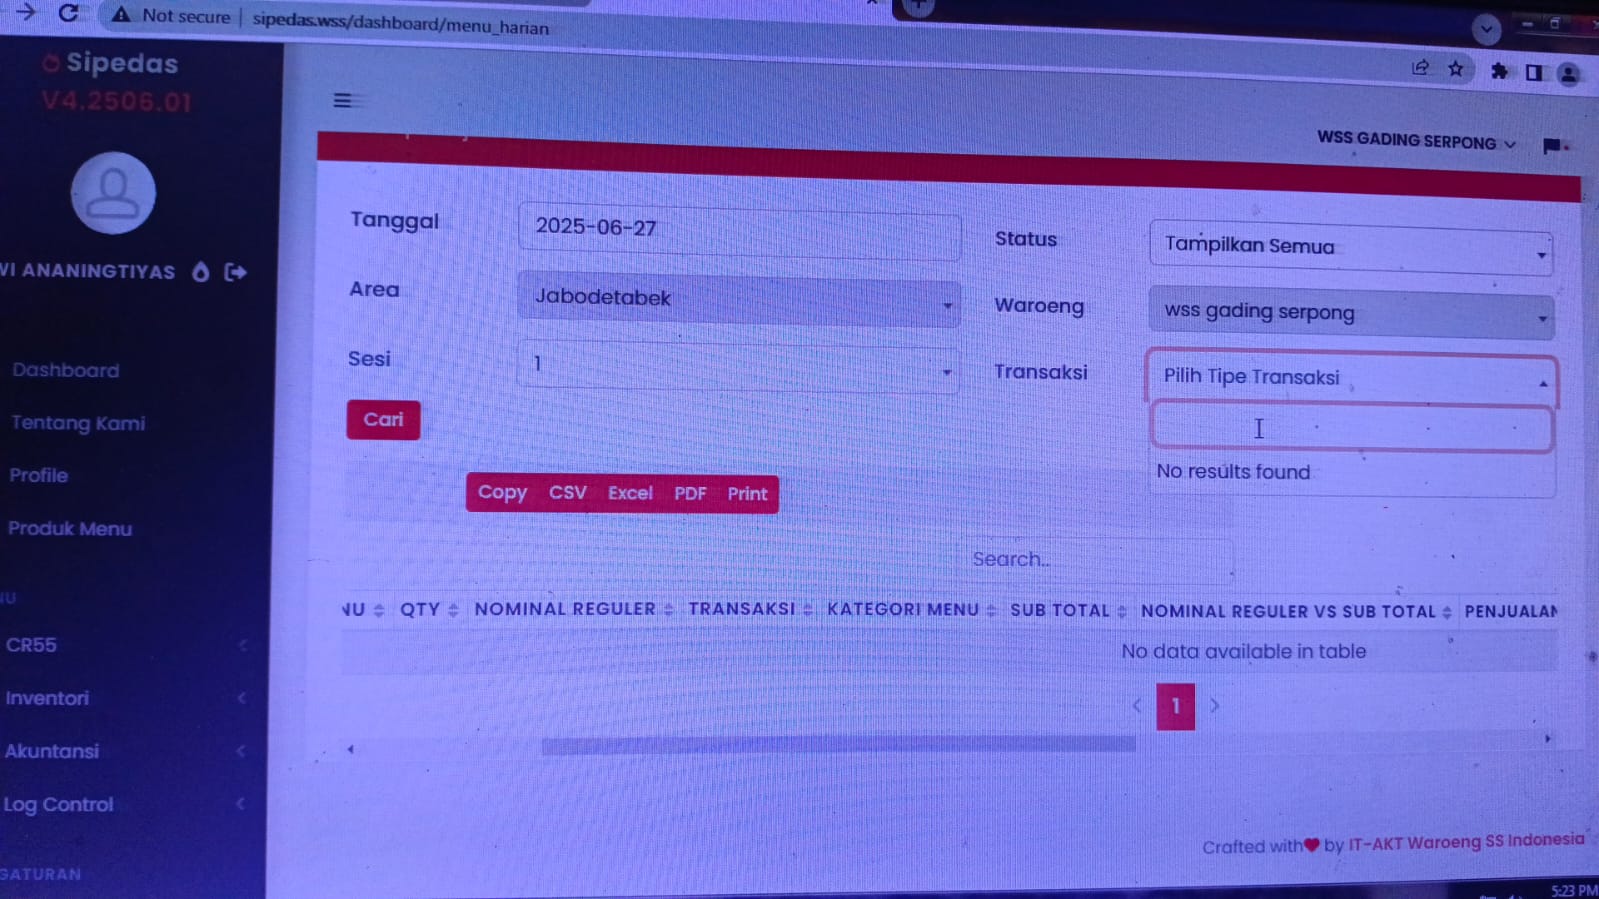 Not secure | sipedas.wss/dashboard/menu_harian
Sipedas
V4.2506.01
WSS GADING SERPONG
ANANINGTIYAS
Tanggal 2025-06-27 Status Tampilkan Semua
Area Jabodetabek Waroeng wss gading serpong
Sesi 1 Transaksi Pilih Tipe Transaksi
Cari
No results found
Dashboard
Tentang Kami
Profile
Produk Menu
CR55
Inventori
Akuntansi
Log Control
Copy CSV Excel PDF Print
Search..
NU QTY NOMINAL REGULER TRANSAKSI KATEGORI MENU SUB TOTAL NOMINAL REGULER VS SUB TOTAL PENJUALAN
No data available in table
1
Crafted with❤ by IT-AKT Waroeng SS Indonesia
GATURAN
5:23 PM